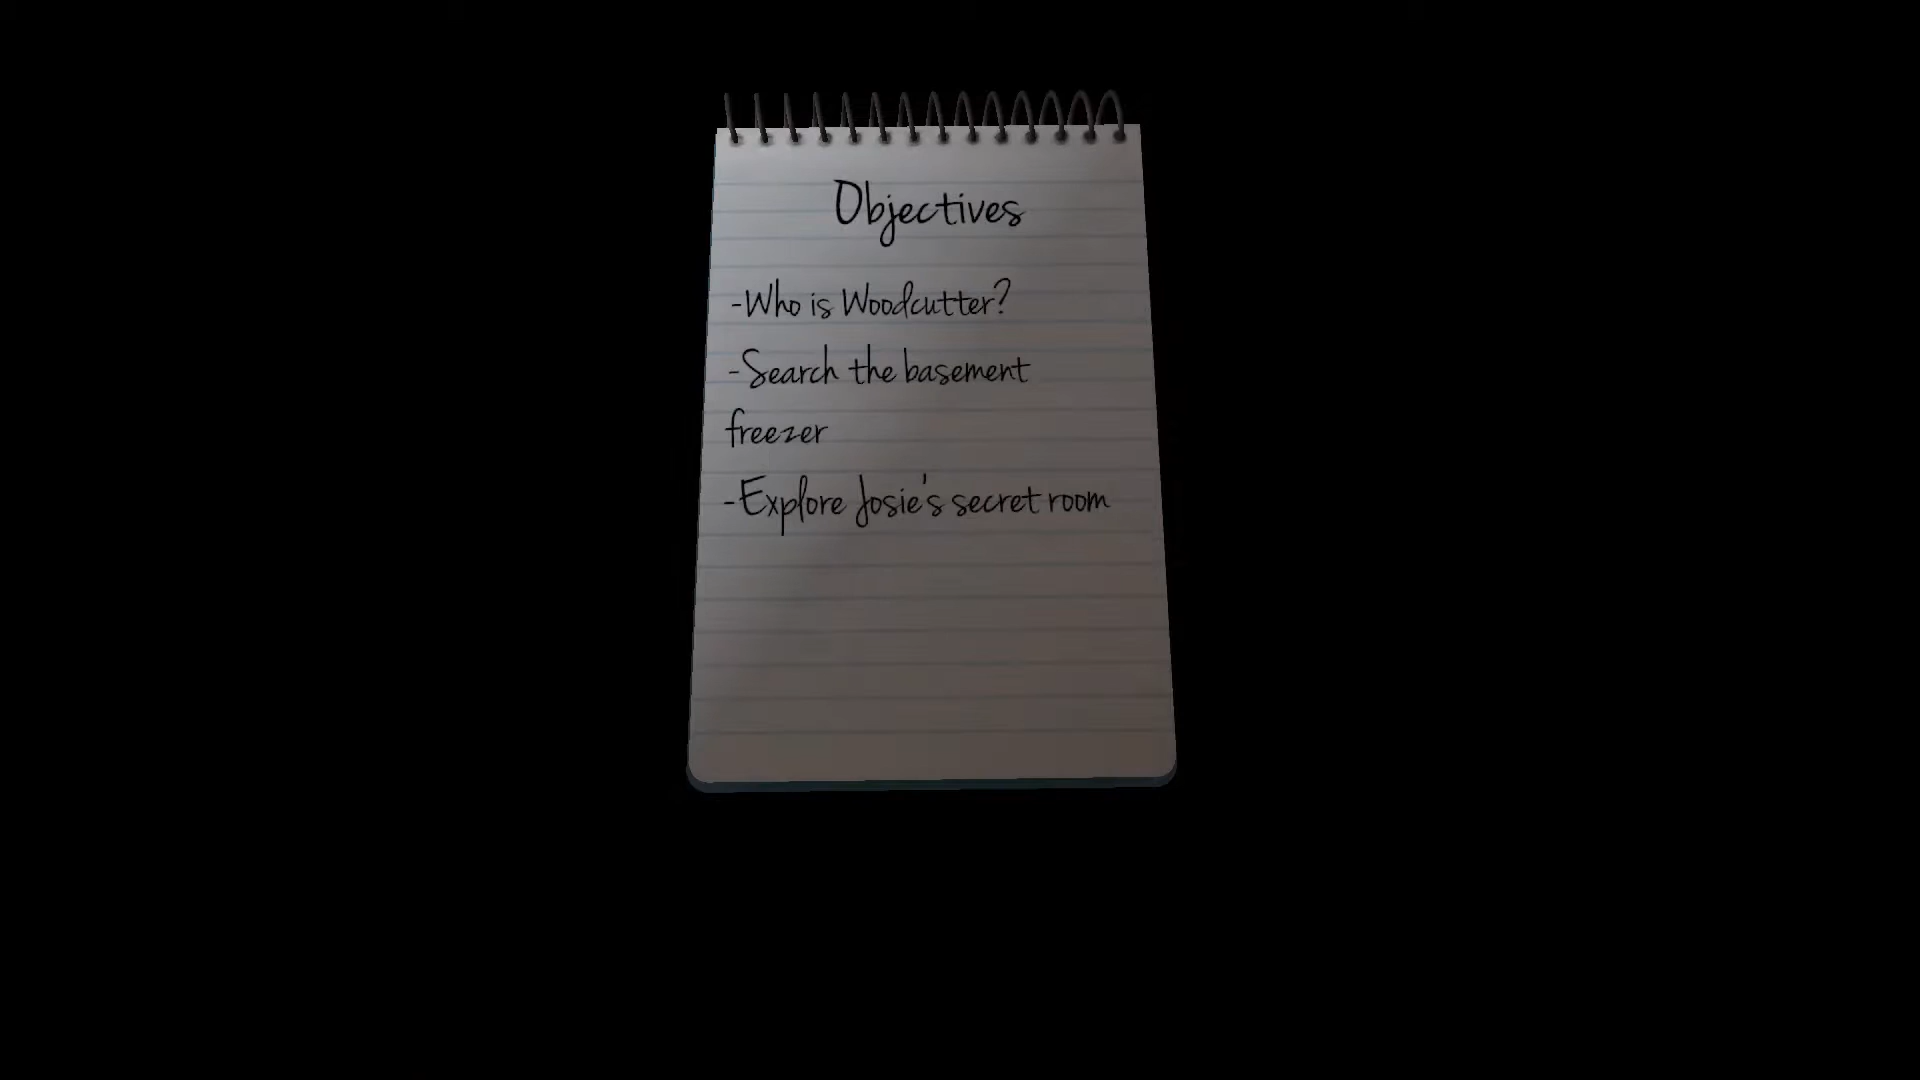 Objectives
-Who is Woodcutter?
-Search the basement
freezer
-Explore Josie's secret room